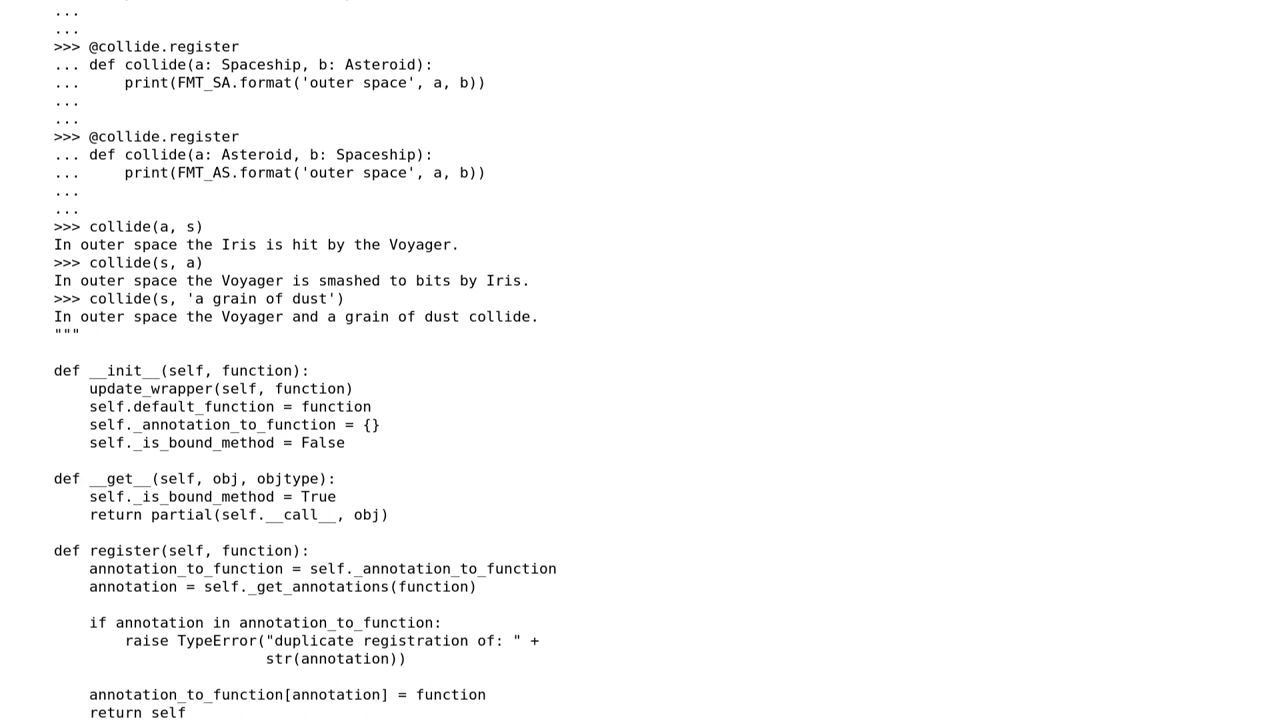 ...
...
>>> @collide.register
... def collide(a: Spaceship, b: Asteroid):
...     print(FMT_SA.format('outer space', a, b))
...
...
>>> @collide.register
... def collide(a: Asteroid, b: Spaceship):
...     print(FMT_AS.format('outer space', a, b))
...
...
>>> collide(a, s)
In outer space the Iris is hit by the Voyager.
>>> collide(s, a)
In outer space the Voyager is smashed to bits by Iris.
>>> collide(s, 'a grain of dust')
In outer space the Voyager and a grain of dust collide.
"""

def __init__(self, function):
    update_wrapper(self, function)
    self.default_function = function
    self._annotation_to_function = {}
    self._is_bound_method = False

def __get__(self, obj, objtype):
    self._is_bound_method = True
    return partial(self.__call__, obj)

def register(self, function):
    annotation_to_function = self._annotation_to_function
    annotation = self._get_annotations(function)

    if annotation in annotation_to_function:
        raise TypeError("duplicate registration of: " +
                        str(annotation))

    annotation_to_function[annotation] = function
    return self